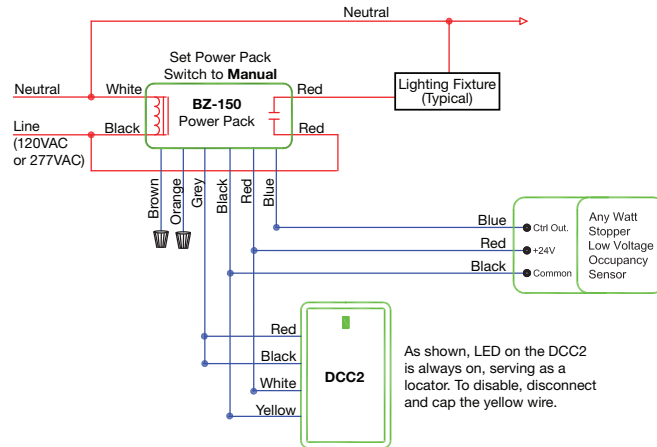 Neutral
Set Power Pack
Switch to Manual
Neutral
White
BZ-150
Power Pack
Red
Lighting Fixture
(Typical)
Line
(120VAC
or 277VAC)
Black
Red
Brown
Orange
Grey
Black
Red
Blue
Blue
Ctrl Out.
Red
+24V
Black
Common
Any Watt
Stopper
Low Voltage
Occupancy
Sensor
Red
Black
White
Yellow
DCC2
As shown, LED on the DCC2
is always on, serving as a
locator. To disable, disconnect
and cap the yellow wire.